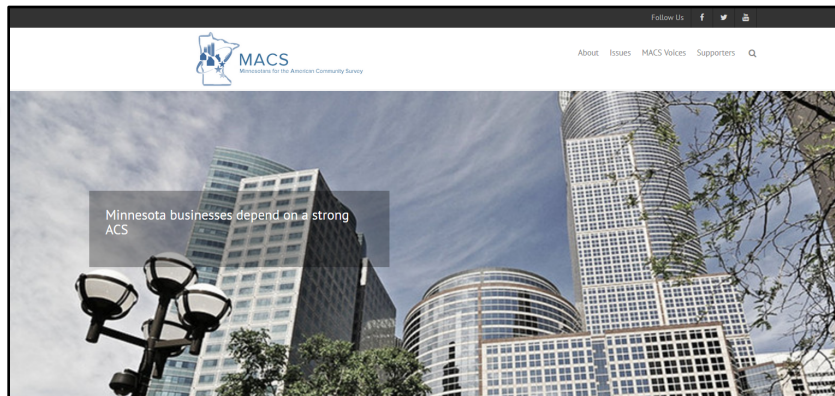 Follow Us
MACS
Minnesotans for the American Community Survey
About Issues MACS Voices Supporters
Minnesota businesses depend on a strong
ACS